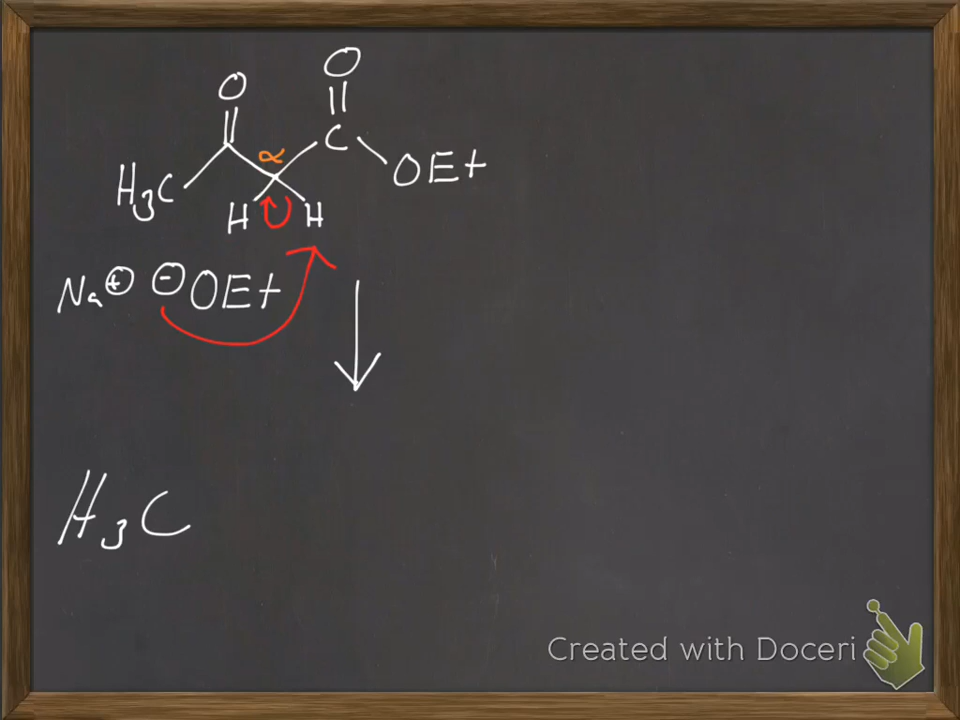 O O
α C
H₃C OEt
H H
Na⊕ ⊖OEt
H₃C
Created with Doceri